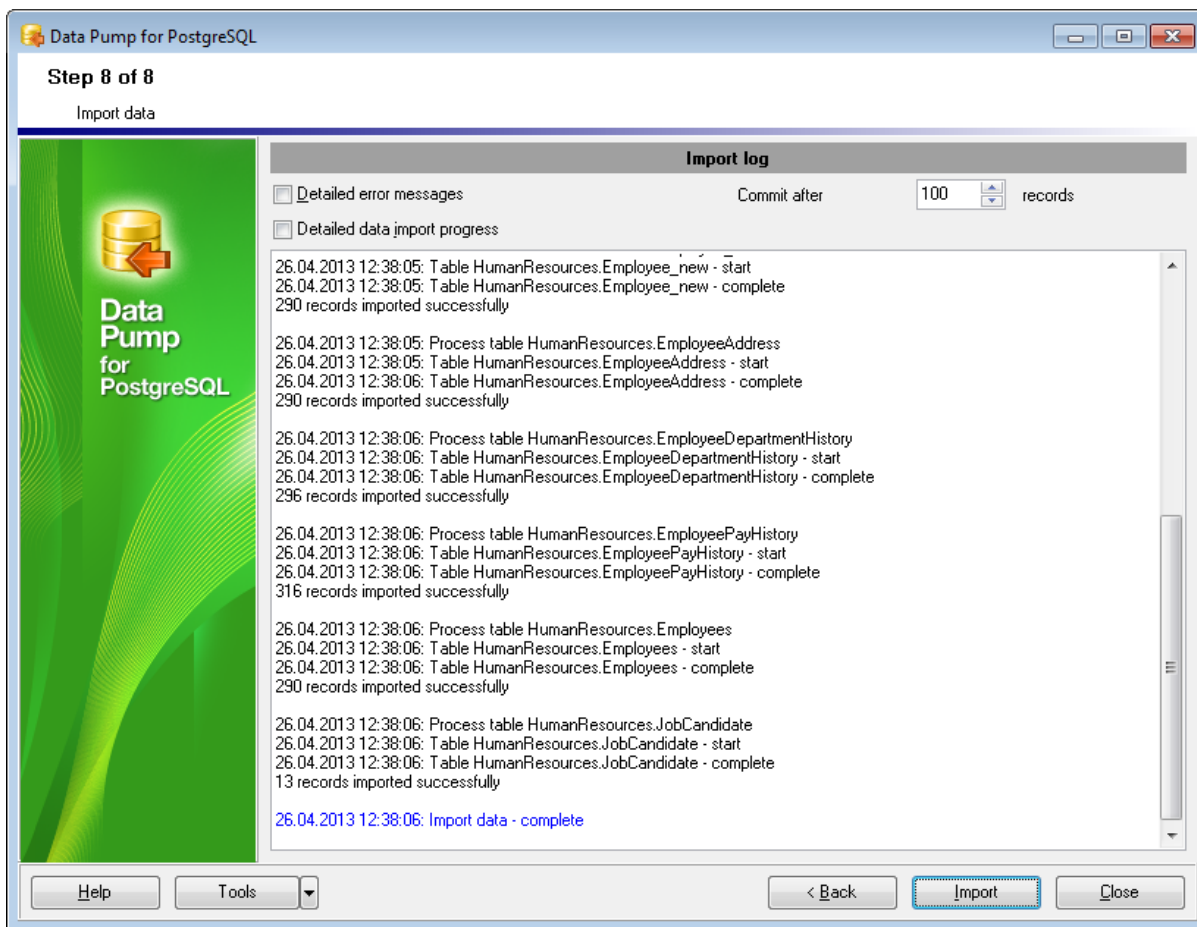 Data Pump for PostgreSQL
Step 8 of 8
Import data
Data
Pump
for
PostgreSQL
Import log
Detailed error messages
Commit after 100 records
Detailed data import progress
26.04.2013 12:38:05: Table HumanResources.Employee_new - start
26.04.2013 12:38:05: Table HumanResources.Employee_new - complete
290 records imported successfully
26.04.2013 12:38:05: Process table HumanResources.EmployeeAddress
26.04.2013 12:38:05: Table HumanResources.EmployeeAddress - start
26.04.2013 12:38:06: Table HumanResources.EmployeeAddress - complete
290 records imported successfully
26.04.2013 12:38:06: Process table HumanResources.EmployeeDepartmentHistory
26.04.2013 12:38:06: Table HumanResources.EmployeeDepartmentHistory - start
26.04.2013 12:38:06: Table HumanResources.EmployeeDepartmentHistory - complete
296 records imported successfully
26.04.2013 12:38:06: Process table HumanResources.EmployeePayHistory
26.04.2013 12:38:06: Table HumanResources.EmployeePayHistory - start
26.04.2013 12:38:06: Table HumanResources.EmployeePayHistory - complete
316 records imported successfully
26.04.2013 12:38:06: Process table HumanResources.Employees
26.04.2013 12:38:06: Table HumanResources.Employees - start
26.04.2013 12:38:06: Table HumanResources.Employees - complete
290 records imported successfully
26.04.2013 12:38:06: Process table HumanResources.JobCandidate
26.04.2013 12:38:06: Table HumanResources.JobCandidate - start
26.04.2013 12:38:06: Table HumanResources.JobCandidate - complete
13 records imported successfully
26.04.2013 12:38:06: Import data - complete
Help Tools < Back Import Close